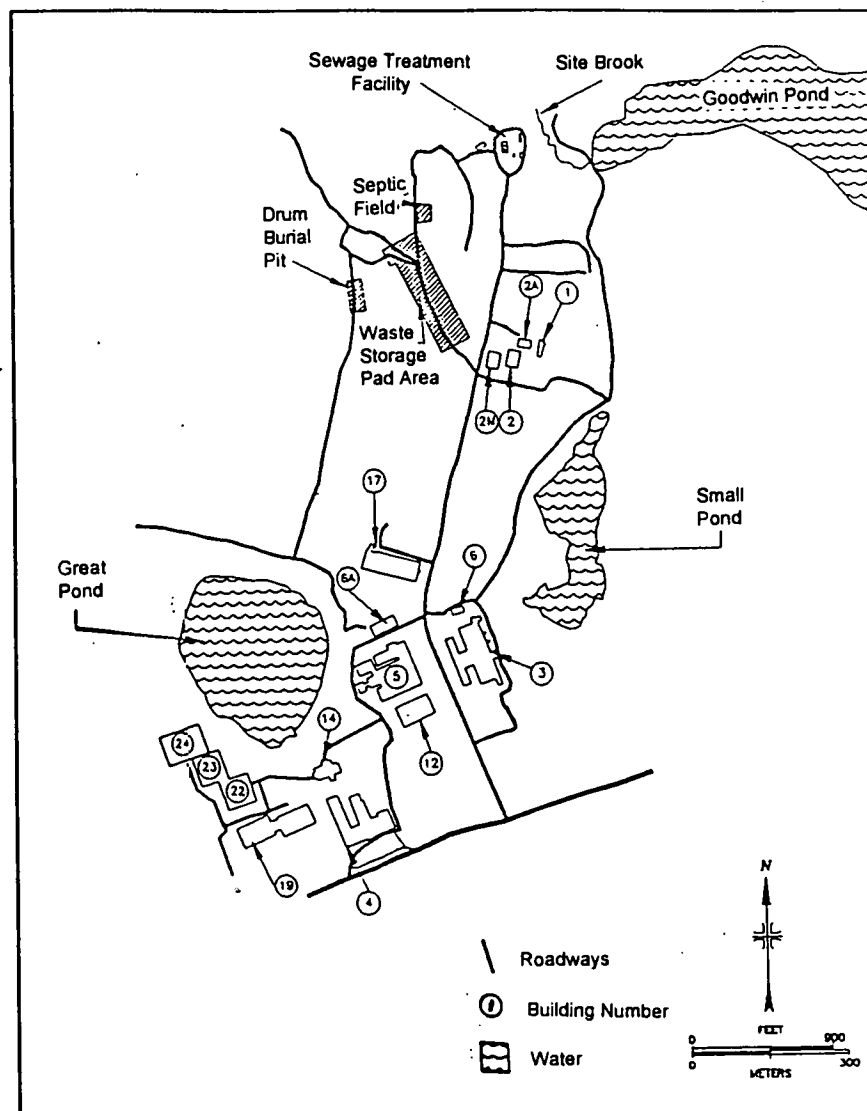 Sewage Treatment
Facility
Site Brook
Goodwin Pond
Septic
Field
Drum
Burial
Pit
2A
1
Waste
Storage
Pad Area
2M
2
17
Small
Pond
6
Great
Pond
6A
3
5
14
24
23
22
12
19
4
N
Roadways
Building Number
Water
FEET
0 900
0 300
METERS